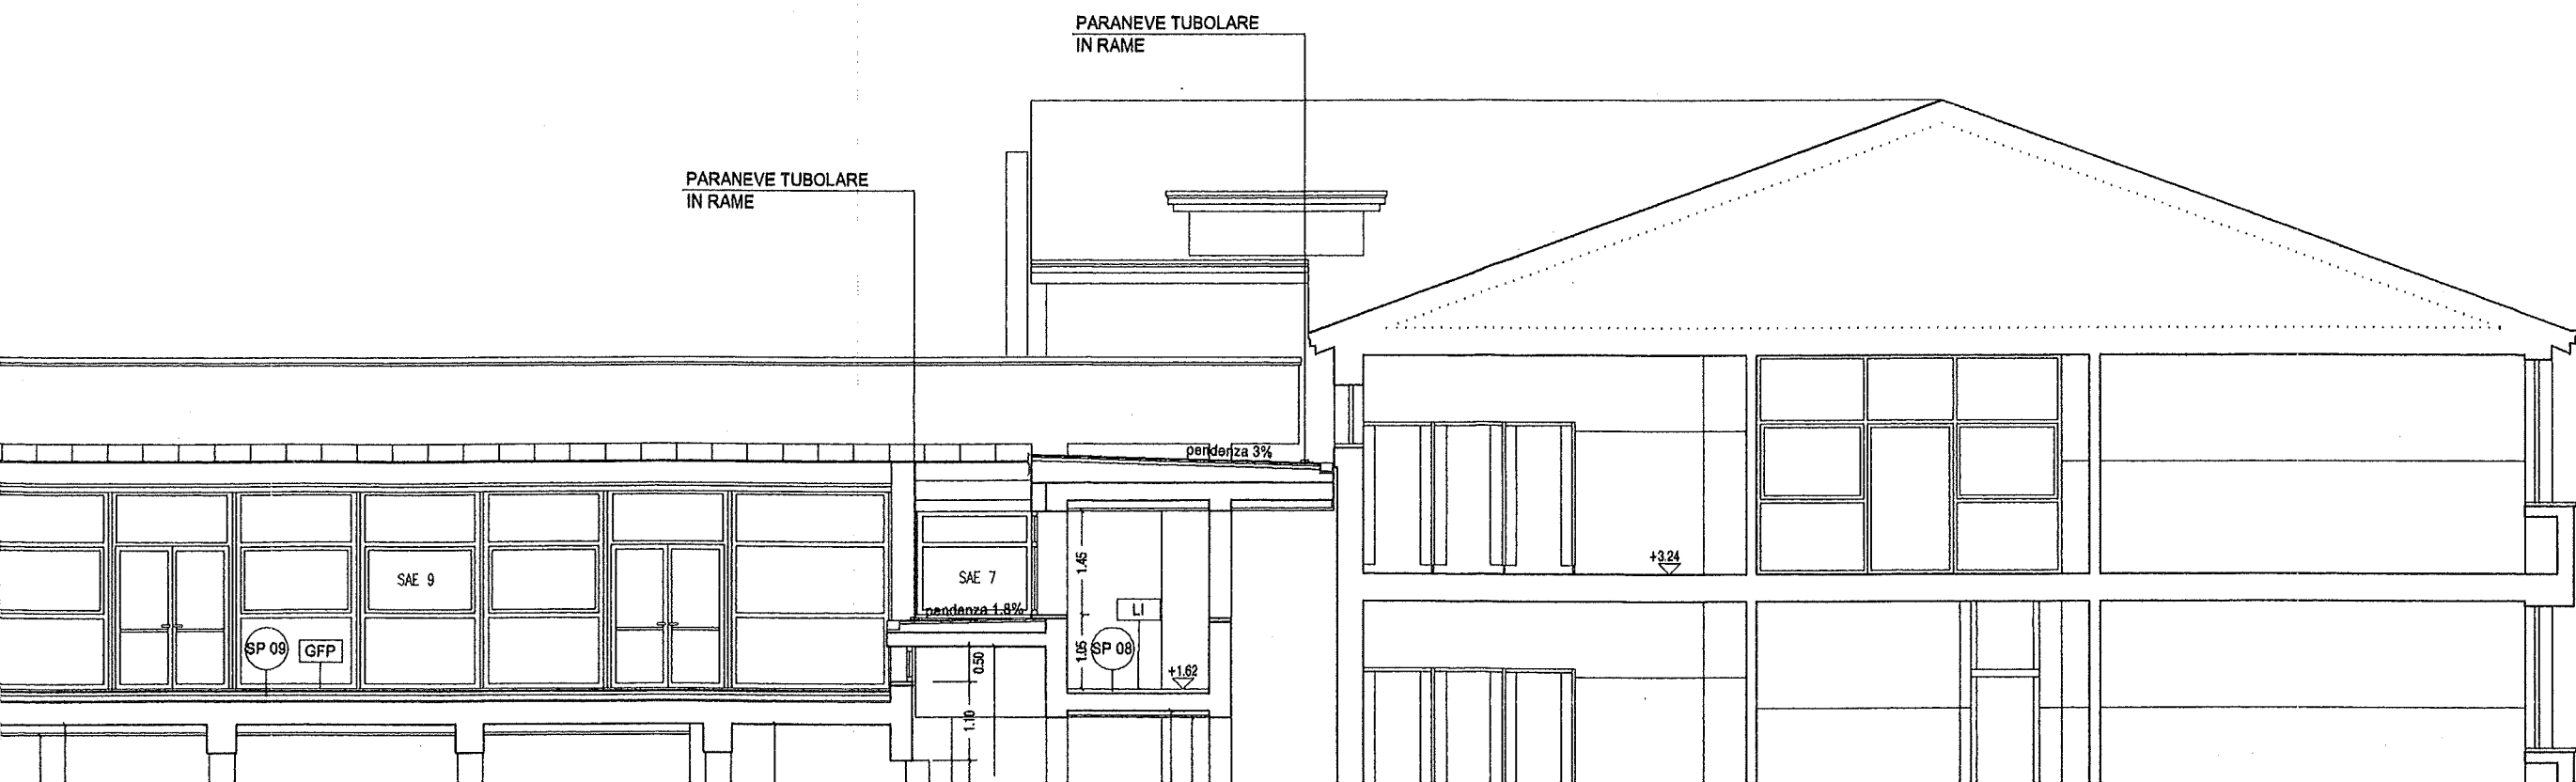 PARANEVE TUBOLARE
IN RAME
PARANEVE TUBOLARE
IN RAME
pendenza 3%
SAE 9
SAE 7
1.45
+3.24
pendenza 1.8%
LI
SP 09
GFP
1.05
SP 08
0.50
+1.62
1.10